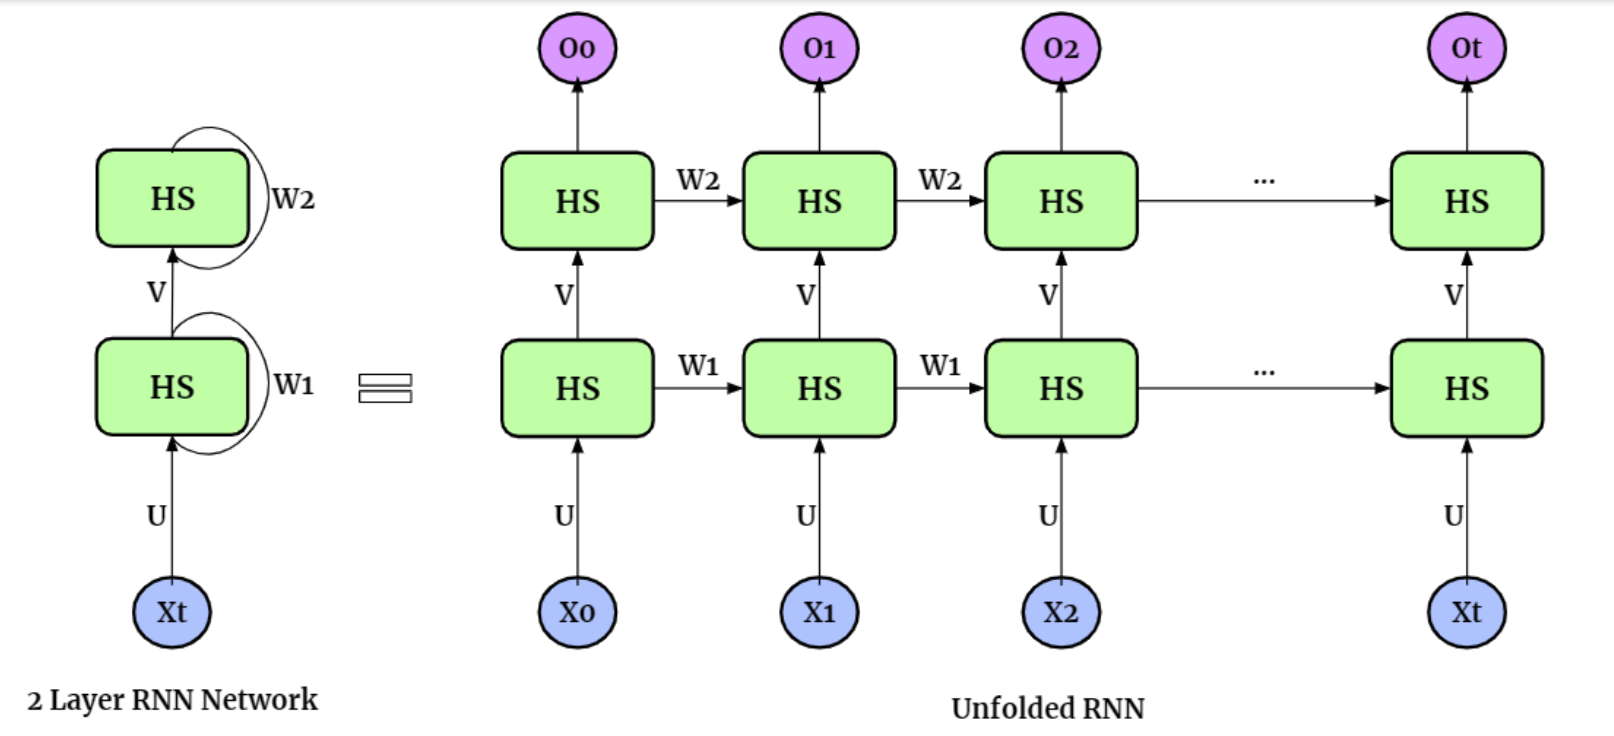 O0 O1 O2 Ot
HS W2 HS W2 HS W2 HS ... HS
V V V V V
HS W1 HS W1 HS W1 HS ... HS
U U U U U
Xt X0 X1 X2 Xt
2 Layer RNN Network
Unfolded RNN